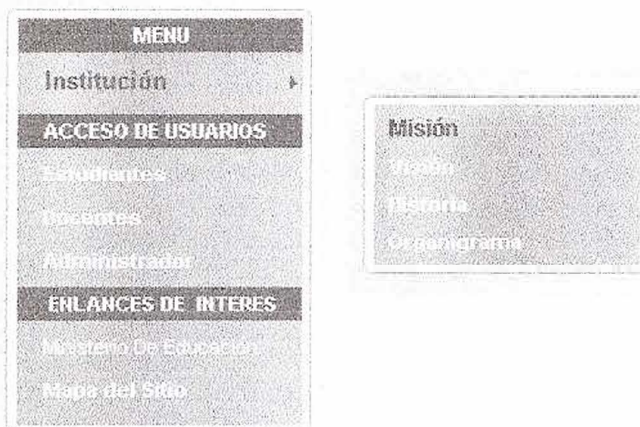 MENU
Institución
ACCESO DE USUARIOS
Estudiantes
Docentes
Administrador
ENLANCES DE INTERES
Ministerio De Educación
Mapa del Sitio
Misión
Visión
Historia
Organigrama